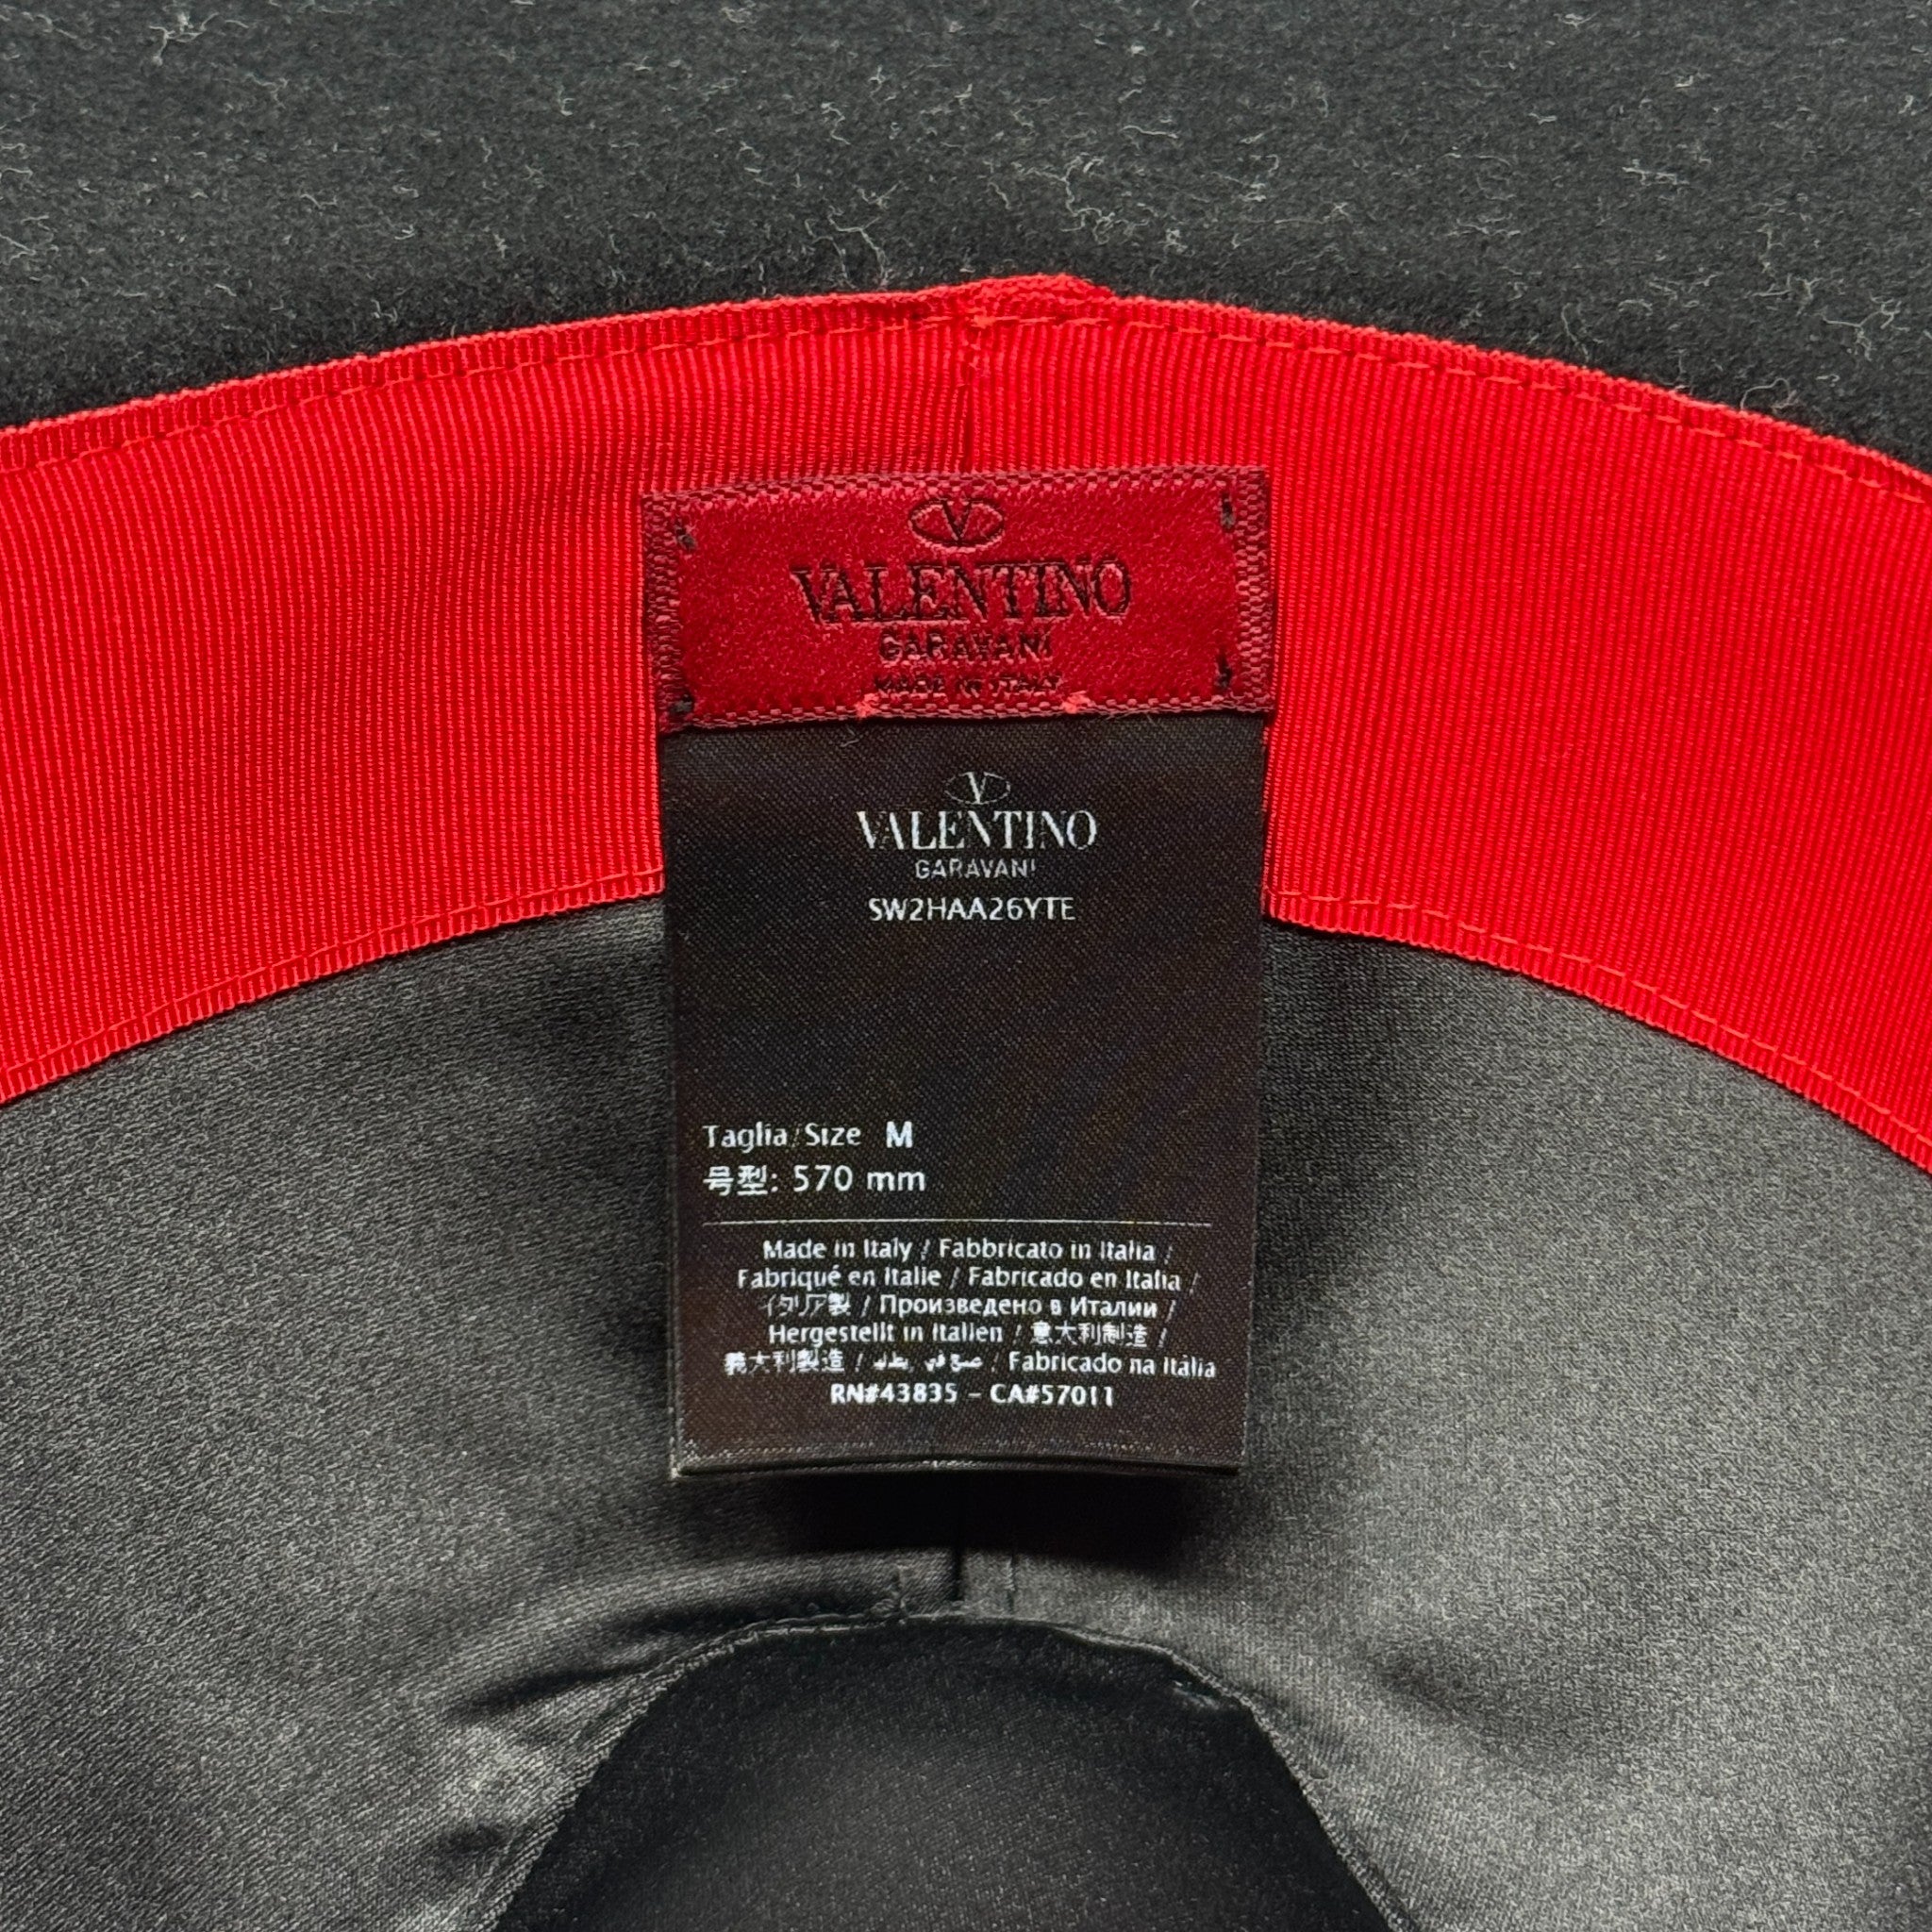 V
VALENTINO
GARAVANI
MADE IN ITALY
V
VALENTINO
GARAVANI
SW2HAA26YTE
Taglia/Size M
号型: 570 mm
Made in Italy / Fabbricato in Italia /
Fabriqué en Italie / Fabricado en Italia /
イタリア製 / Произведено в Италии /
Hergestellt in Italien / 意大利制造 /
義大利製造 / صنع في / Fabricado na Itália
RN#43835 – CA#57011